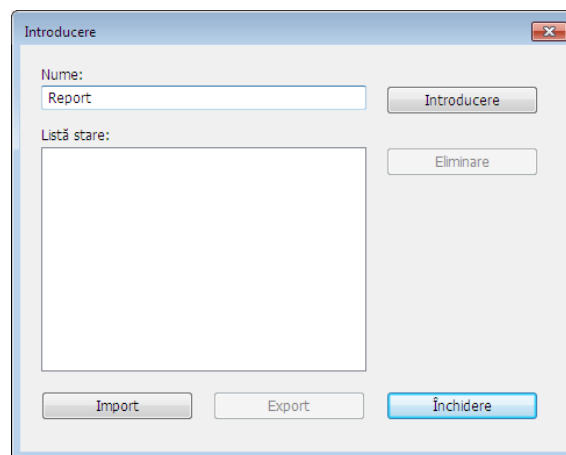 Introducere
Nume:
Report
Introducere
Listă stare:
Eliminare
Import
Export
Închidere